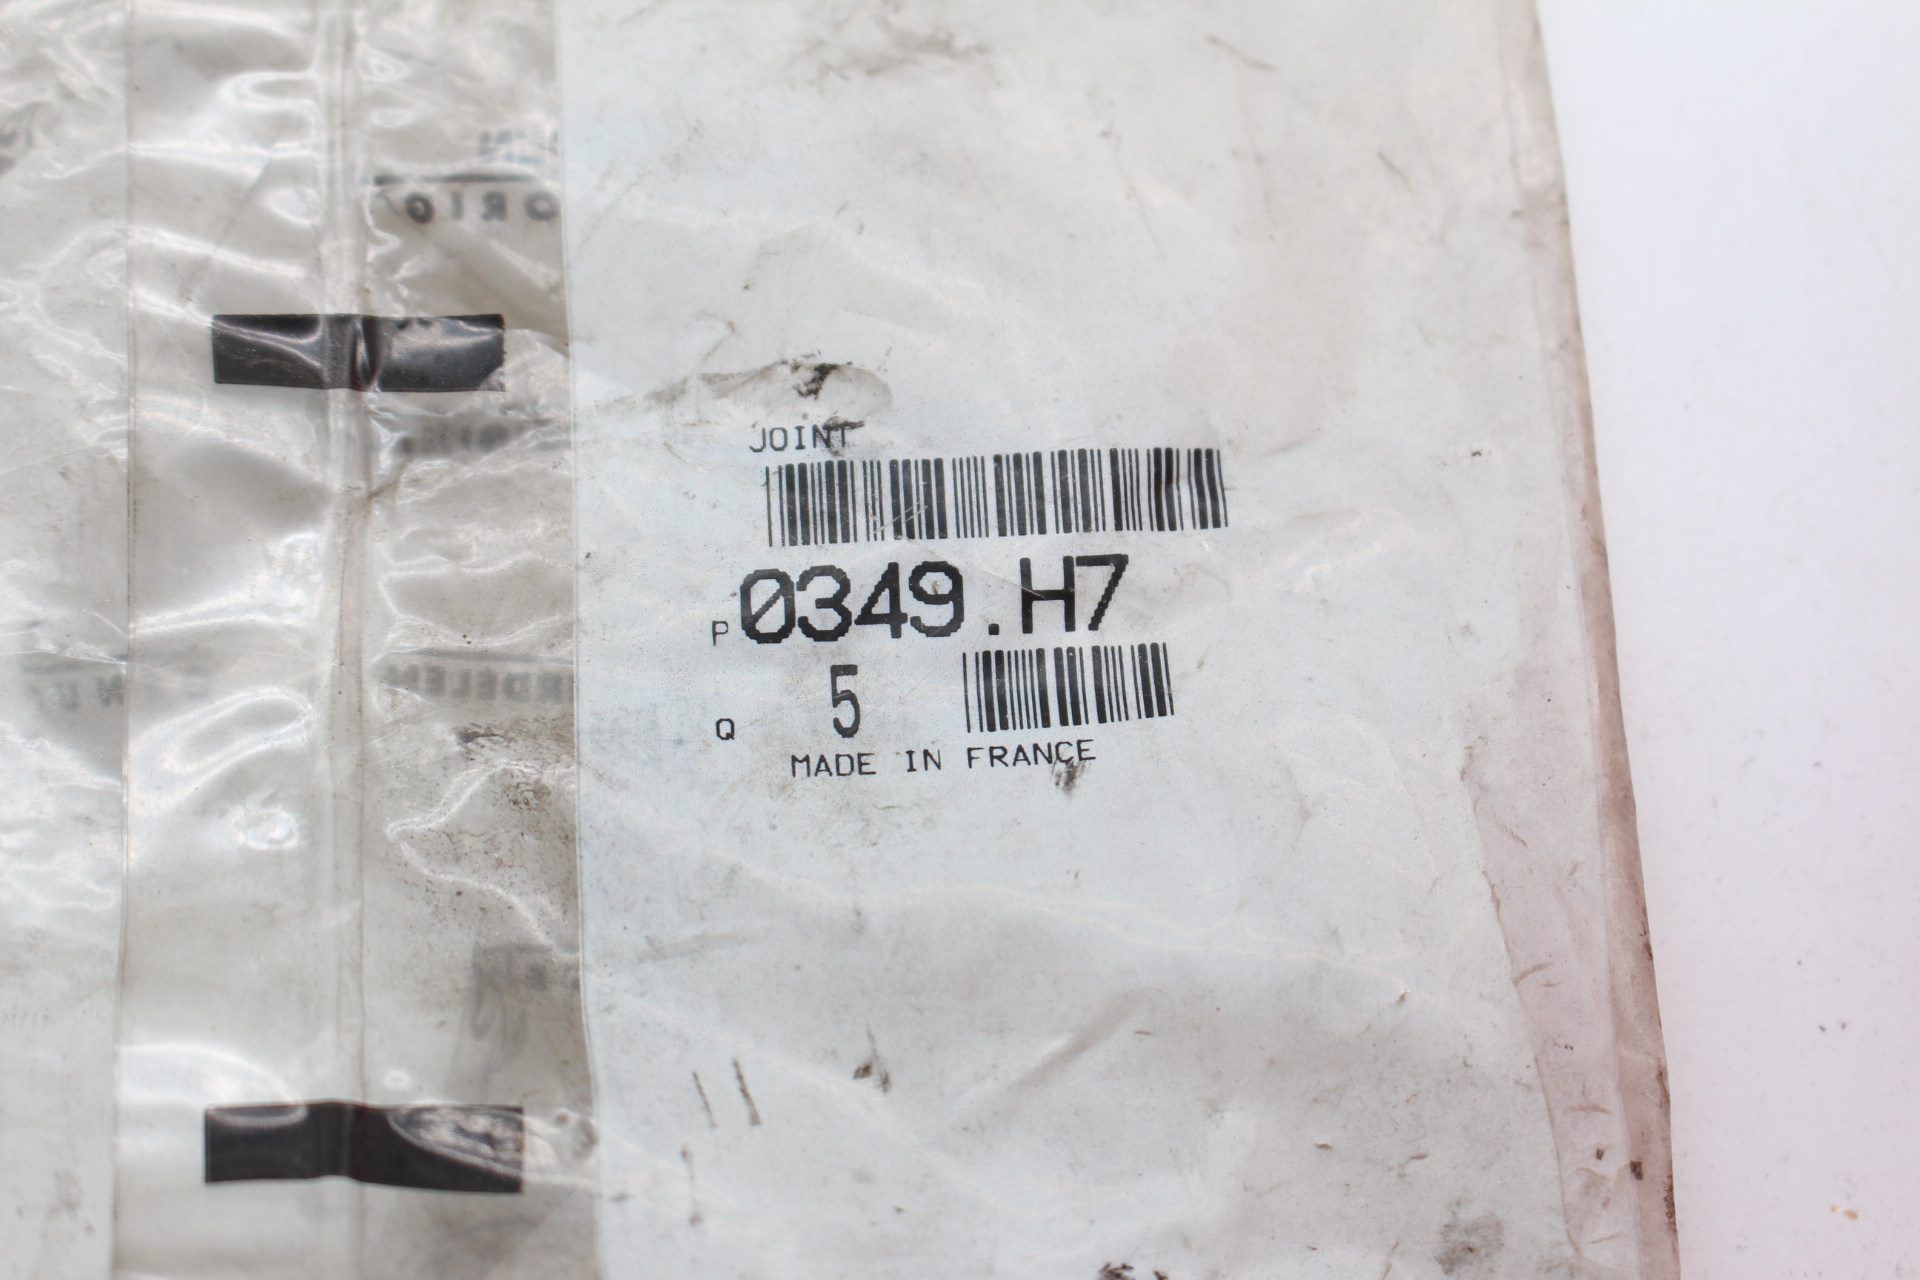 JOINT
P 0349.H7
Q 5
MADE IN FRANCE